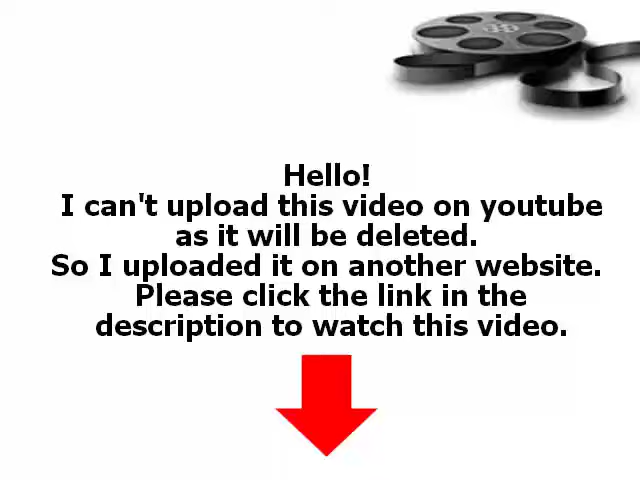 Hello!
I can't upload this video on youtube
as it will be deleted.
So I uploaded it on another website.
Please click the link in the
description to watch this video.